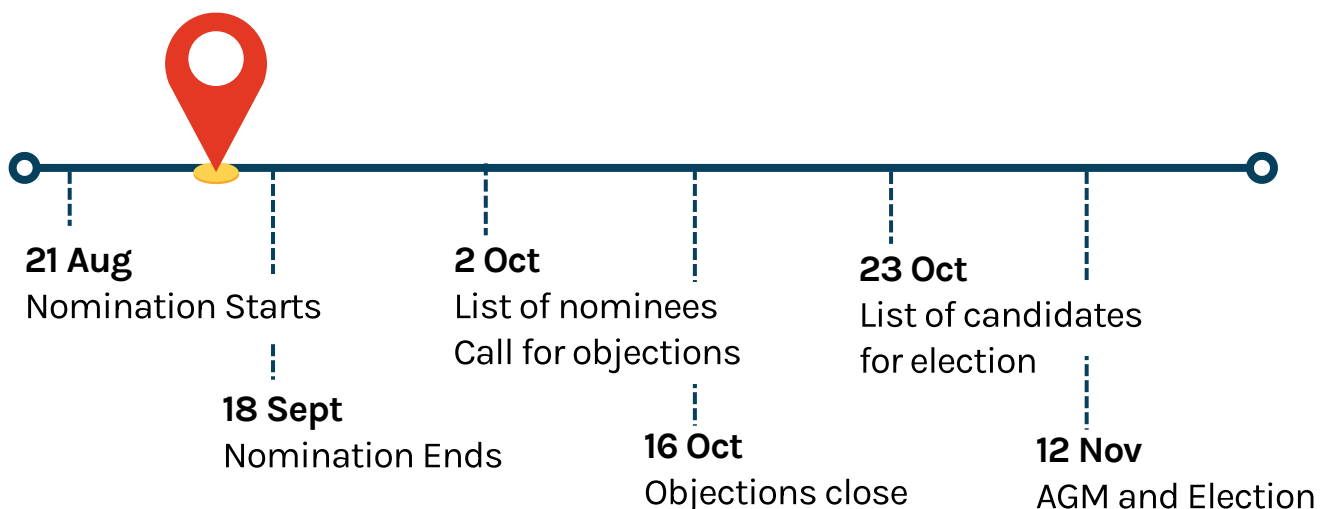 21 Aug
Nomination Starts
18 Sept
Nomination Ends
2 Oct
List of nominees
Call for objections
16 Oct
Objections close
23 Oct
List of candidates
for election
12 Nov
AGM and Election